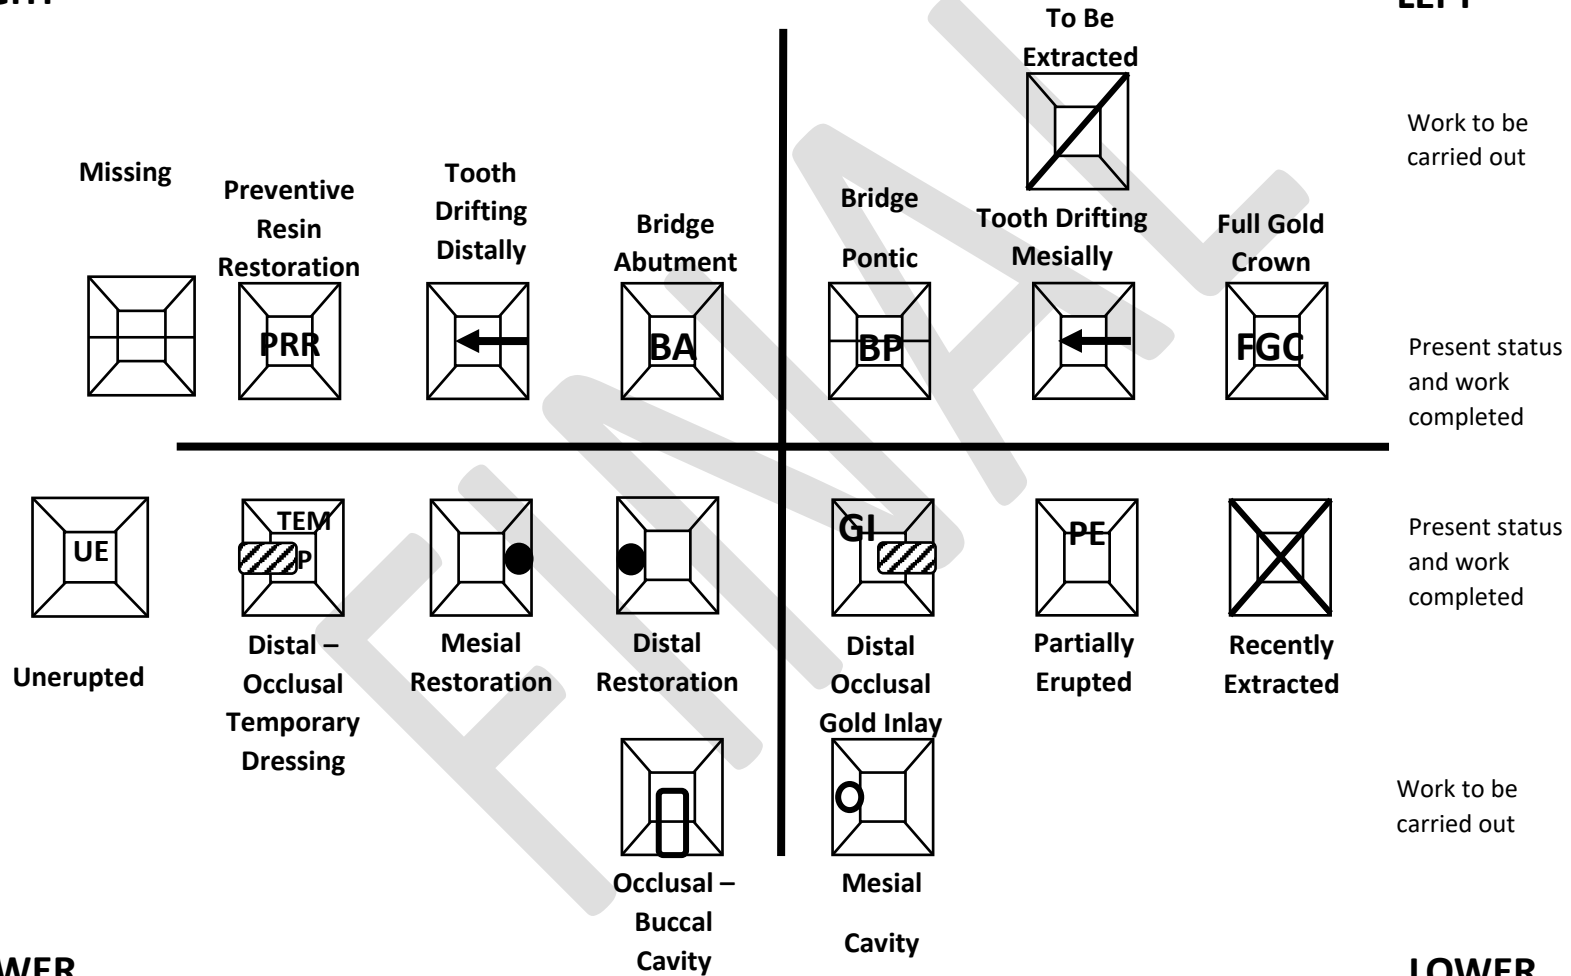 To Be
Extracted
Work to be
carried out
Missing
Preventive
Resin
Restoration
Tooth
Drifting
Distally
Bridge
Abutment
Bridge
Pontic
Tooth Drifting
Mesially
Full Gold
Crown
PRR
BA
BP
FGC
Present status
and work
completed
UE
TEM
P
GI
PE
Present status
and work
completed
Unerupted
Distal –
Occlusal
Temporary
Dressing
Mesial
Restoration
Distal
Restoration
Distal
Occlusal
Gold Inlay
Partially
Erupted
Recently
Extracted
Work to be
carried out
Occlusal –
Buccal
Cavity
Mesial
Cavity
LOWER
FINAL